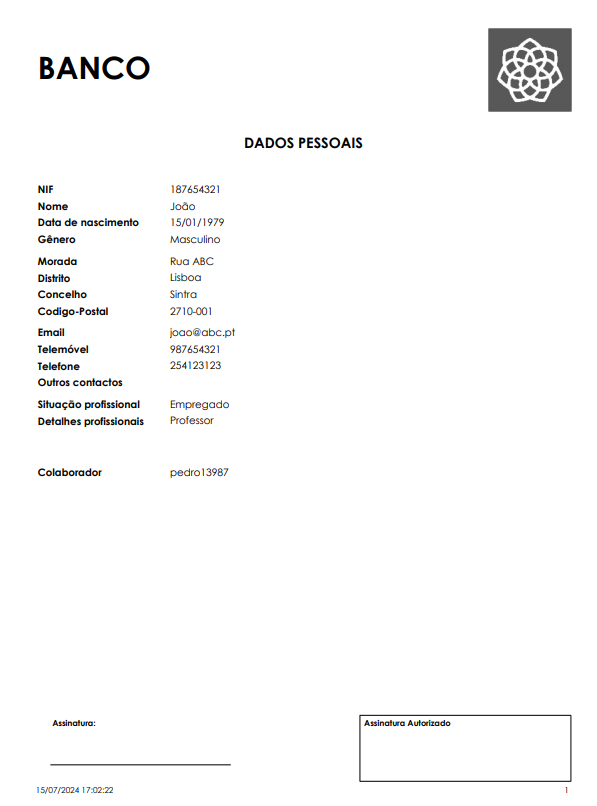 BANCO
DADOS PESSOAIS
NIF 187654321
Nome João
Data de nascimento 15/01/1979
Gênero Masculino
Morada Rua ABC
Distrito Lisboa
Concelho Sintra
Codigo-Postal 2710-001
Email joao@abc.pt
Telemóvel 987654321
Telefone 254123123
Outros contactos
Situação profissional Empregado
Detalhes profissionais Professor
Colaborador pedro13987
Assinatura:
Assinatura Autorizado
15/07/2024 17:02:22 1